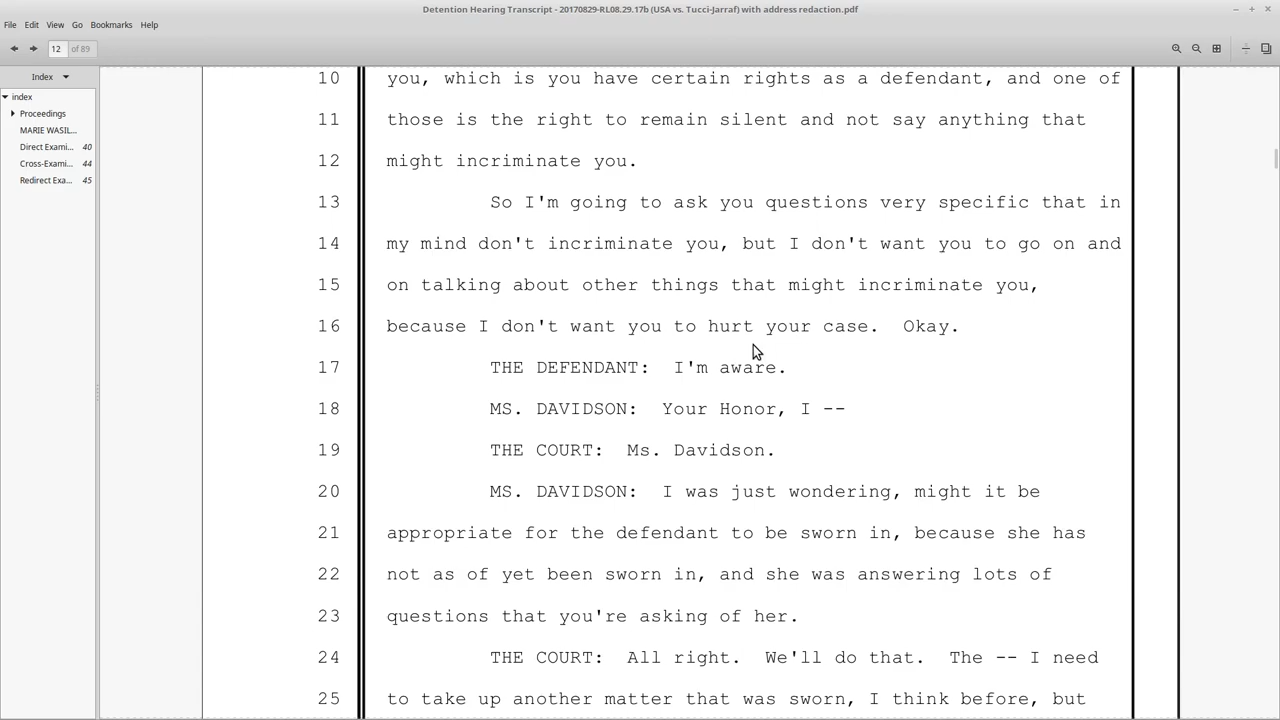 Detention Hearing Transcript - 20170829-RL08.29.17b (USA vs. Tucci-Jarraf) with address redaction.pdf
File Edit View Go Bookmarks Help
12 of 89
Index
index
Proceedings
MARIE WASIL...
Direct Exami... 40
Cross-Exami... 44
Redirect Exa... 45
10 you, which is you have certain rights as a defendant, and one of
11 those is the right to remain silent and not say anything that
12 might incriminate you.
13 So I'm going to ask you questions very specific that in
14 my mind don't incriminate you, but I don't want you to go on and
15 on talking about other things that might incriminate you,
16 because I don't want you to hurt your case. Okay.
17 THE DEFENDANT: I'm aware.
18 MS. DAVIDSON: Your Honor, I --
19 THE COURT: Ms. Davidson.
20 MS. DAVIDSON: I was just wondering, might it be
21 appropriate for the defendant to be sworn in, because she has
22 not as of yet been sworn in, and she was answering lots of
23 questions that you're asking of her.
24 THE COURT: All right. We'll do that. The -- I need
25 to take up another matter that was sworn, I think before, but